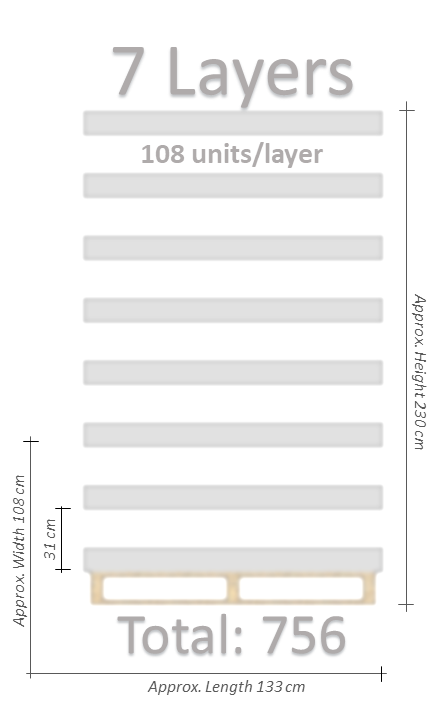 7 Layers
108 units/layer
Approx. Height 230 cm
31 cm
Approx. Width 108 cm
Total: 756
Approx. Length 133 cm